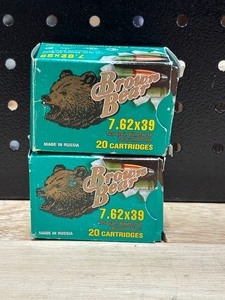 Brown
Bear
7.62x39
MADE IN RUSSIA
20 CARTRIDGES
Brown
Bear
7.62x39
MADE IN RUSSIA
20 CARTRIDGES